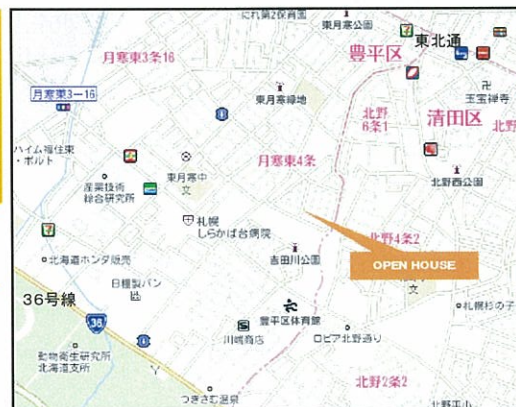 にれ第2保育園
東月寒公園
月寒東3条16
豊平区
東北通
月寒東3-16
東月寒緑地
北野
6条1
玉宝禅寺
清田区
北野
ハイム福住東
・ボルト
月寒東4条
産業技術
総合研究所
東月寒中
文
北野西公園
札幌
しらかば台病院
北野4条2
吉田川公園
OPEN HOUSE
北海道ホンダ販売
日糧製パン
文
札幌杉の子
36号線
36
川端商店
豊平区体育館
ロピア北野通り
動物衛生研究所
北海道支所
北野2条2
つきさむ温泉
北野平小